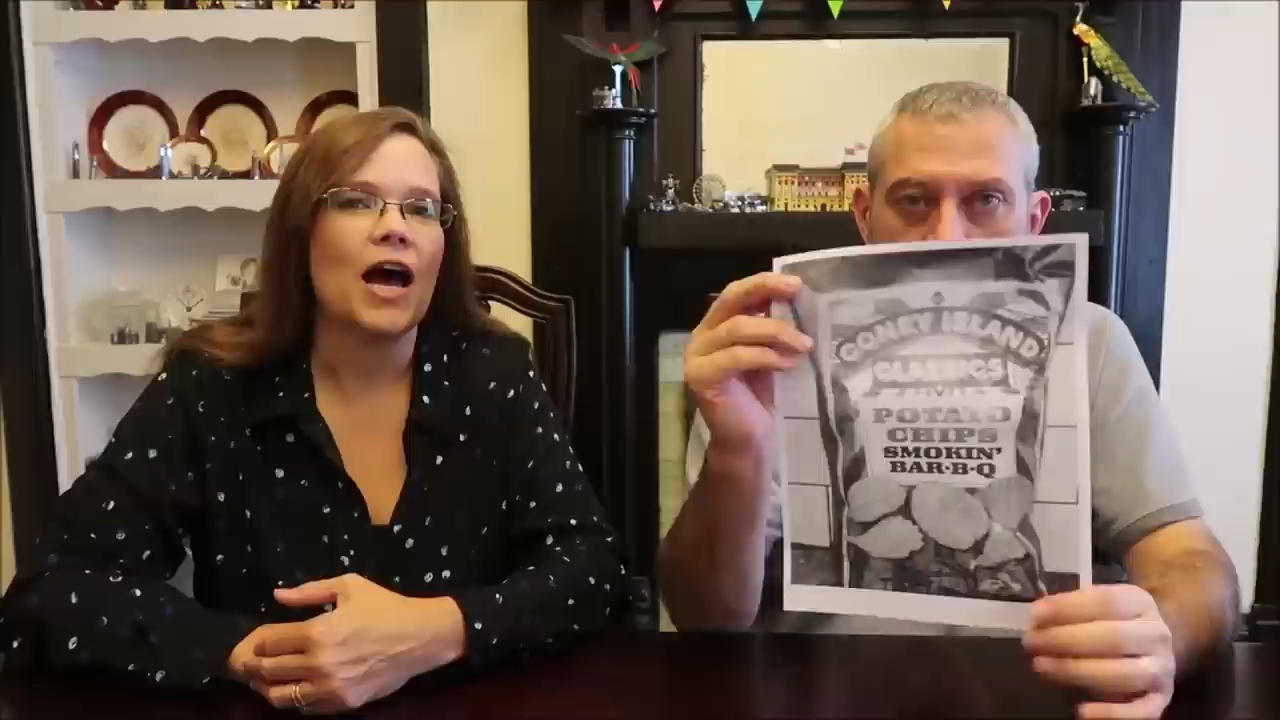 CONEY ISLAND
CLASSICS
POTATO
CHIPS
SMOKIN'
BAR·B·Q